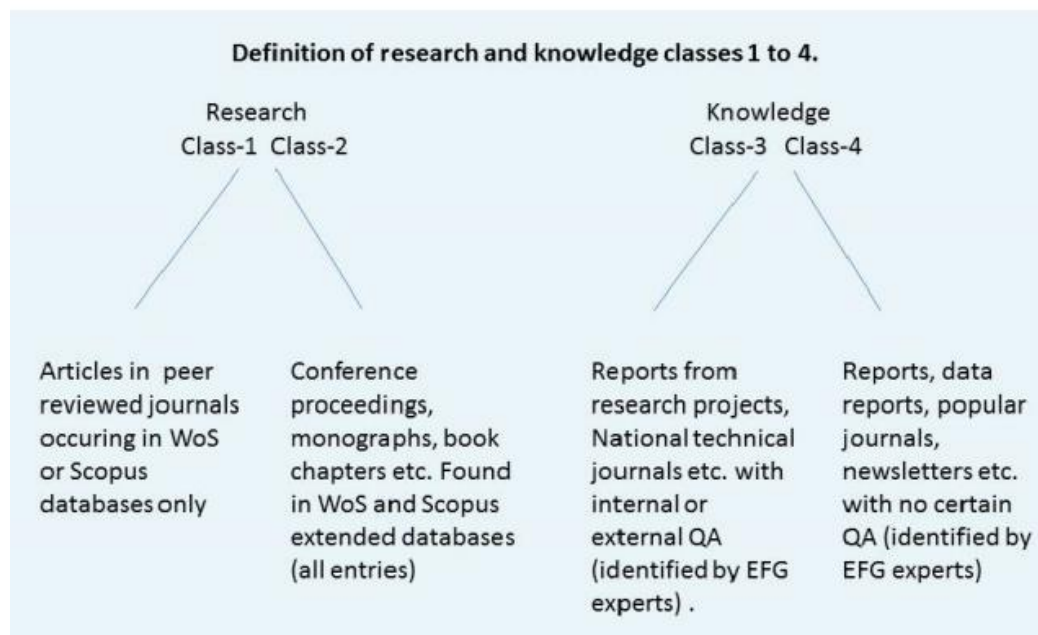 Definition of research and knowledge classes 1 to 4.
Research
Class-1 Class-2
Knowledge
Class-3 Class-4
Articles in peer
reviewed journals
occuring in WoS
or Scopus
databases only
Conference
proceedings,
monographs, book
chapters etc. Found
in WoS and Scopus
extended databases
(all entries)
Reports from
research projects,
National technical
journals etc. with
internal or
external QA
(identified by EFG
experts) .
Reports, data
reports, popular
journals,
newsletters etc.
with no certain
QA (identified by
EFG experts)